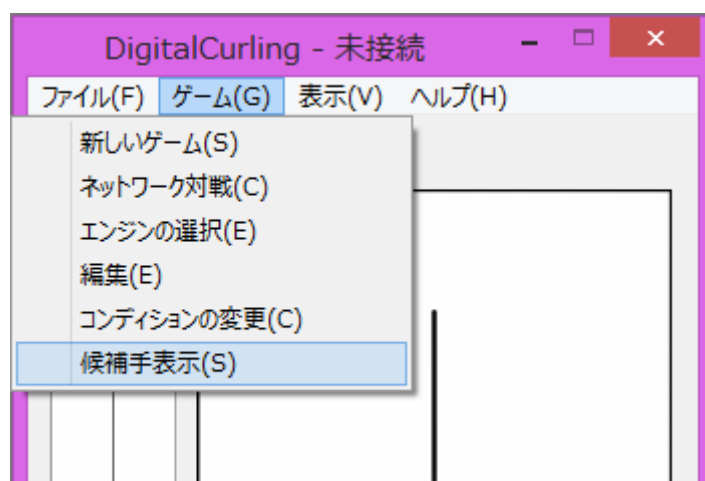 DigitalCurling - 未接続
ファイル(F) ゲーム(G) 表示(V) ヘルプ(H)
新しいゲーム(S)
ネットワーク対戦(C)
エンジンの選択(E)
編集(E)
コンディションの変更(C)
候補手表示(S)